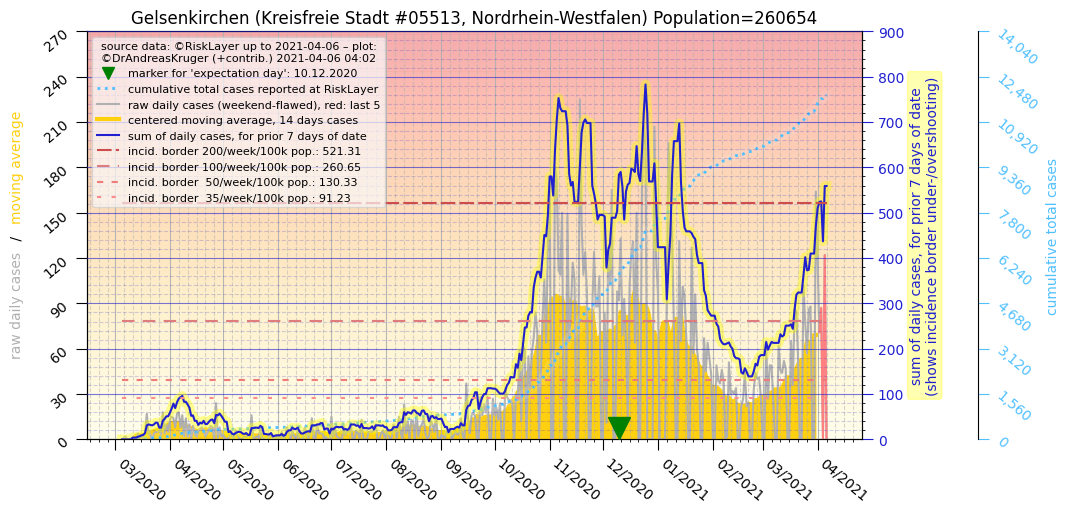 Gelsenkirchen (Kreisfreie Stadt #05513, Nordrhein-Westfalen) Population=260654
source data: ©RiskLayer up to 2021-04-06 – plot:
©DrAndreasKruger (+contrib.) 2021-04-06 04:02
marker for 'expectation day': 10.12.2020
cumulative total cases reported at RiskLayer
raw daily cases (weekend-flawed), red: last 5
centered moving average, 14 days cases
sum of daily cases, for prior 7 days of date
incid. border 200/week/100k pop.: 521.31
incid. border 100/week/100k pop.: 260.65
incid. border  50/week/100k pop.: 130.33
incid. border  35/week/100k pop.: 91.23
raw daily cases / moving average
270
240
210
180
150
120
90
60
30
0
03/2020
04/2020
05/2020
06/2020
07/2020
08/2020
09/2020
10/2020
11/2020
12/2020
01/2021
02/2021
03/2021
04/2021
900
800
700
600
500
400
300
200
100
0
sum of daily cases, for prior 7 days of date
(shows incidence border under-/overshooting)
14,040
12,480
10,920
9,360
7,800
6,240
4,680
3,120
1,560
0
cumulative total cases